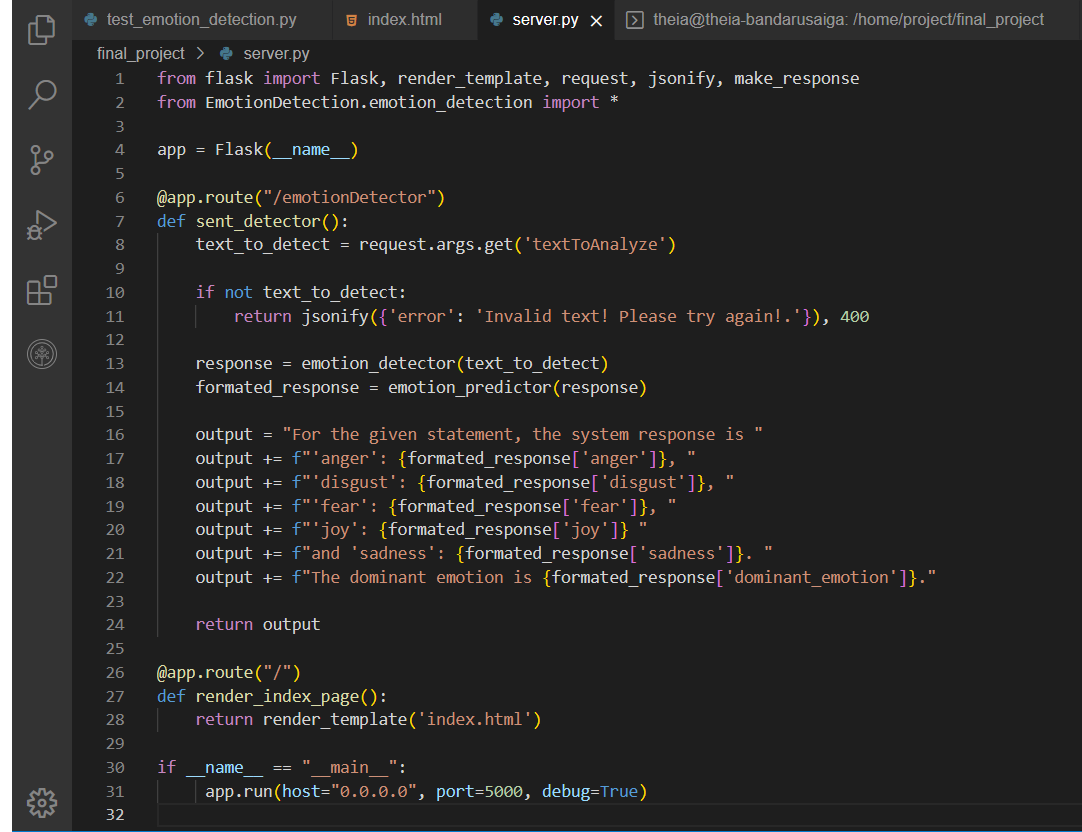 test_emotion_detection.py index.html server.py theia@theia-bandarusaiga: /home/project/final_project
final_project > server.py
1 from flask import Flask, render_template, request, jsonify, make_response
2 from EmotionDetection.emotion_detection import *
3
4 app = Flask(__name__)
5
6 @app.route("/emotionDetector")
7 def sent_detector():
8     text_to_detect = request.args.get('textToAnalyze')
9
10     if not text_to_detect:
11         return jsonify({'error': 'Invalid text! Please try again!.'}), 400
12
13     response = emotion_detector(text_to_detect)
14     formated_response = emotion_predictor(response)
15
16     output = "For the given statement, the system response is "
17     output += f"'anger': {formated_response['anger']}, "
18     output += f"'disgust': {formated_response['disgust']}, "
19     output += f"'fear': {formated_response['fear']}, "
20     output += f"'joy': {formated_response['joy']} "
21     output += f"and 'sadness': {formated_response['sadness']}. "
22     output += f"The dominant emotion is {formated_response['dominant_emotion']}."
23
24     return output
25
26 @app.route("/")
27 def render_index_page():
28     return render_template('index.html')
29
30 if __name__ == "__main__":
31      app.run(host="0.0.0.0", port=5000, debug=True)
32